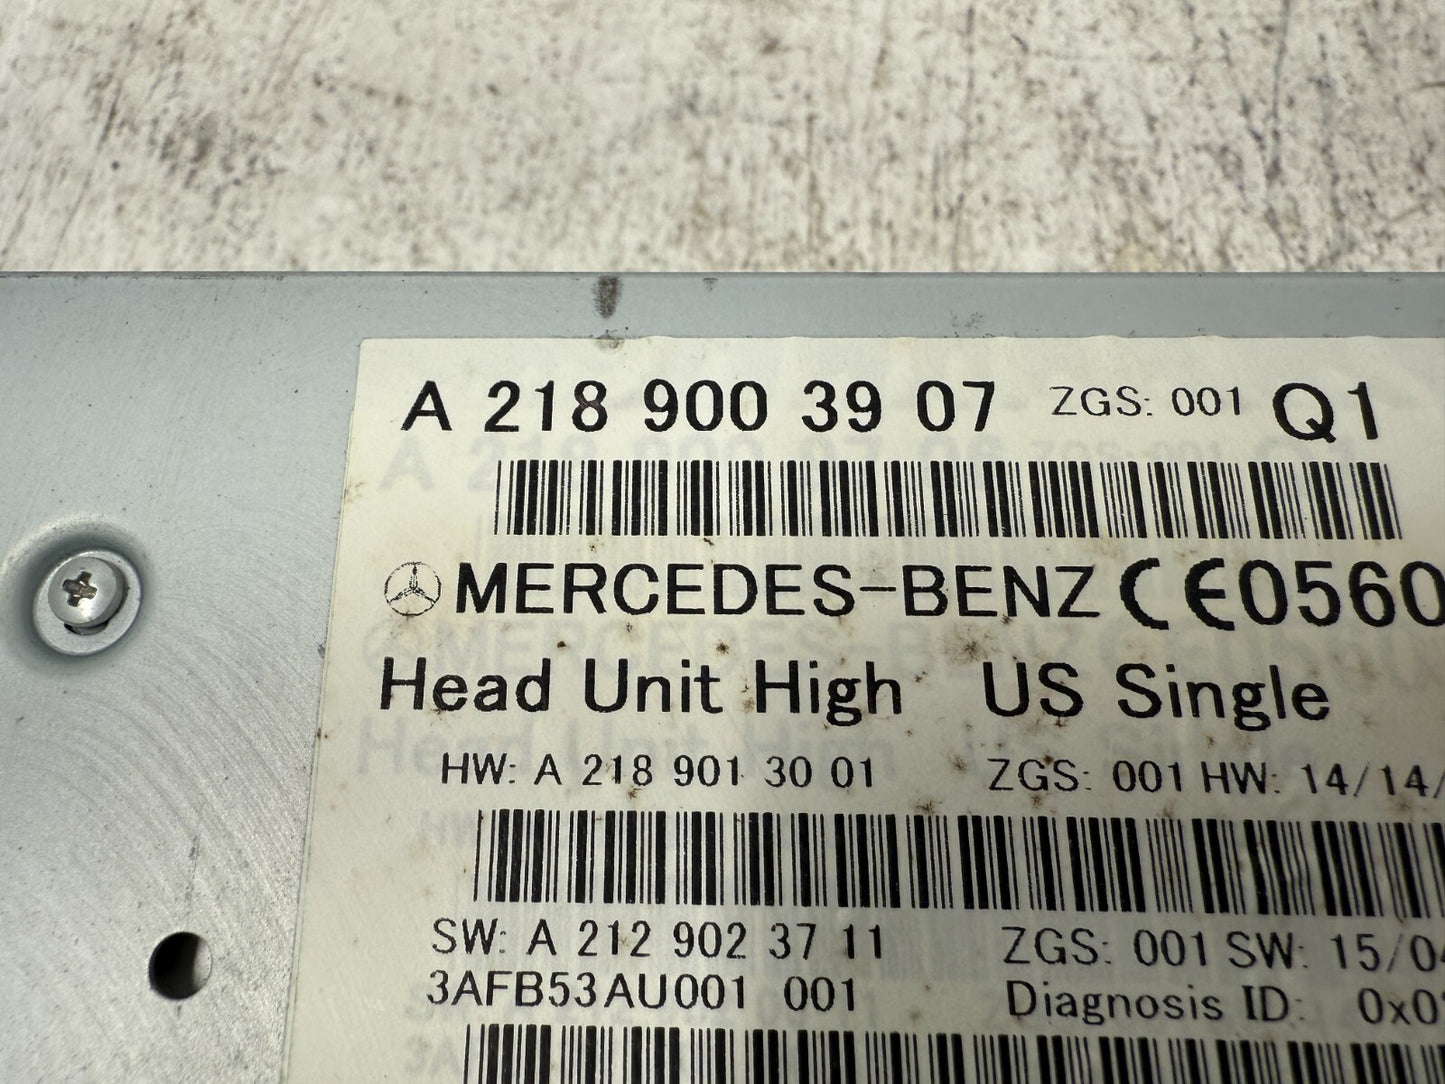 A 218 900 39 07 ZGS: 001 Q1
MERCEDES-BENZ CE0560
Head Unit High US Single
HW: A 218 901 30 01 ZGS: 001 HW: 14/14/
SW: A 212 902 37 11 ZGS: 001 SW: 15/04
3AFB53AU001 001 Diagnosis ID: 0x0